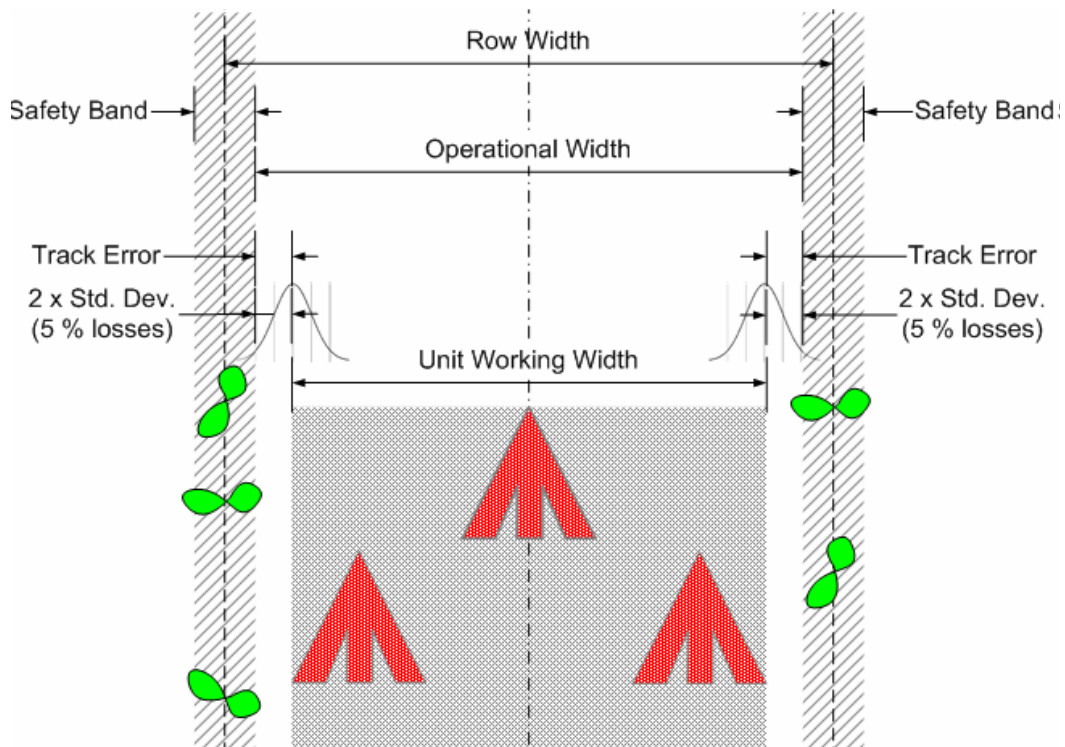 Row Width
Safety Band
Safety Band
Operational Width
Track Error
Track Error
2 x Std. Dev.
(5 % losses)
2 x Std. Dev.
(5 % losses)
Unit Working Width